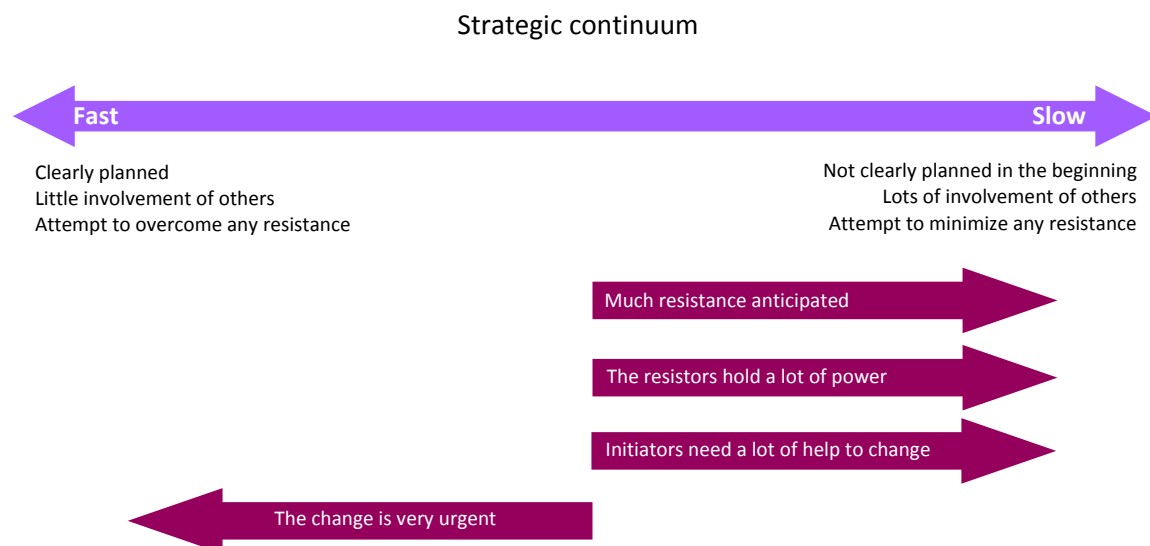 Strategic continuum
Fast
Slow
Clearly planned
Little involvement of others
Attempt to overcome any resistance
Not clearly planned in the beginning
Lots of involvement of others
Attempt to minimize any resistance
Much resistance anticipated
The resistors hold a lot of power
Initiators need a lot of help to change
The change is very urgent